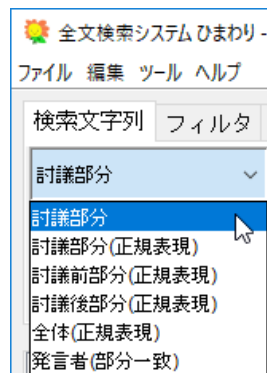 全文検索システム ひまわり -
ファイル 編集 ツール ヘルプ
検索文字列 フィルタ
討議部分
討議部分
討議部分(正規表現)
討議前部分(正規表現)
討議後部分(正規表現)
全体(正規表現)
発言者(部分一致)